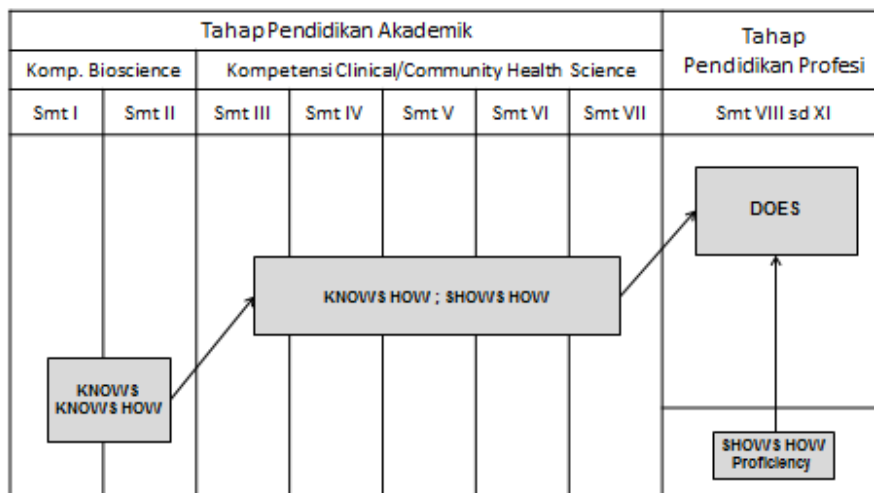 Tahap Pendidikan Akademik
Tahap
Pendidikan Profesi
Komp. Bioscience
Kompetensi Clinical/Community Health Science
Smt I
Smt II
Smt III
Smt IV
Smt V
Smt VI
Smt VII
Smt VIII sd XI
DOES
KNOWS HOW ; SHOWS HOW
KNOWS
KNOWS HOW
SHOWS HOW
Proficiency